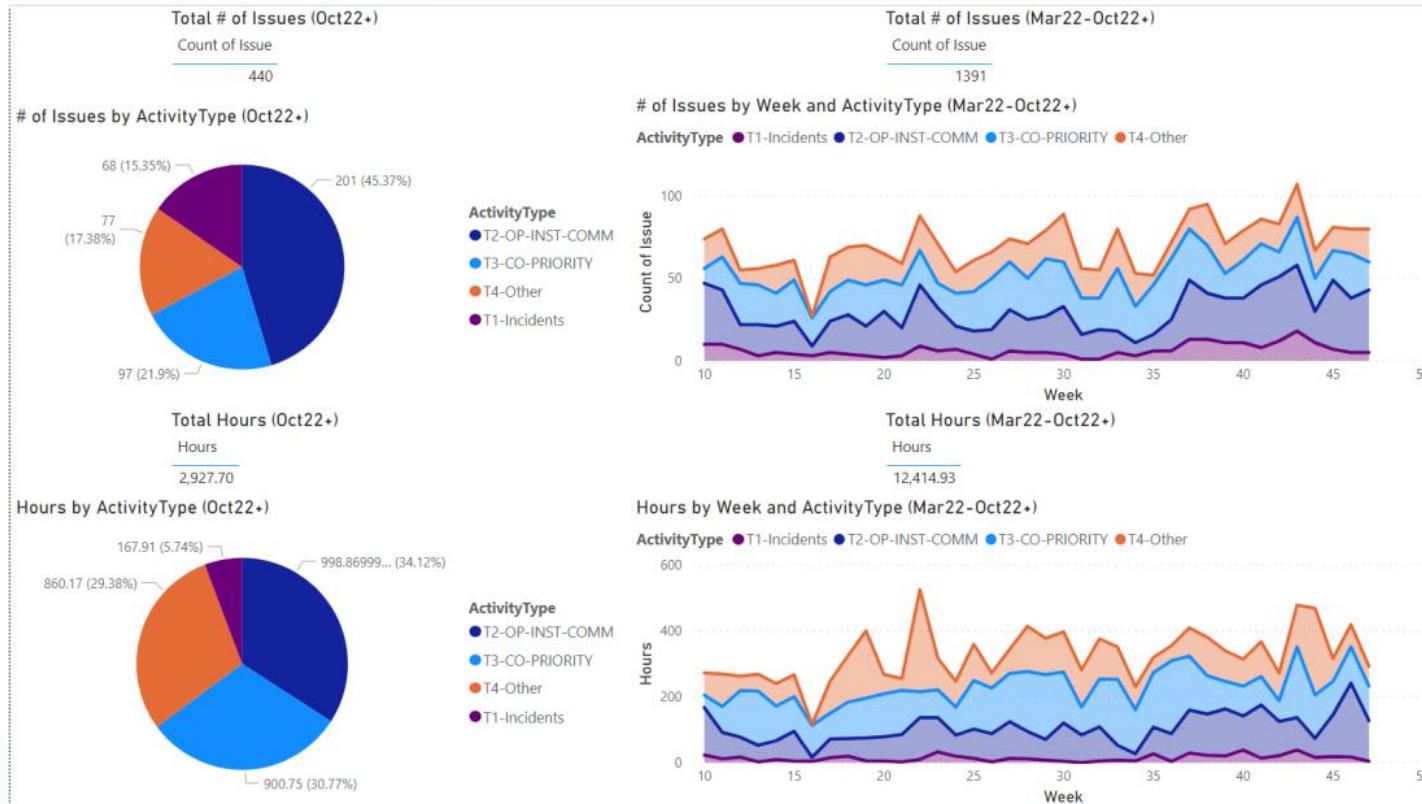 Total # of Issues (Oct22+)
Count of Issue
440
Total # of Issues (Mar22-Oct22+)
Count of Issue
1391
# of Issues by ActivityType (Oct22+)
68 (15.35%)
77
(17.38%)
97 (21.9%)
201 (45.37%)
ActivityType
T2-OP-INST-COMM
T3-CO-PRIORITY
T4-Other
T1-Incidents
# of Issues by Week and ActivityType (Mar22-Oct22+)
ActivityType T1-Incidents T2-OP-INST-COMM T3-CO-PRIORITY T4-Other
Count of Issue
100
50
0
10 15 20 25 30 35 40 45
Week
Total Hours (Oct22+)
Hours
2,927.70
Total Hours (Mar22-Oct22+)
Hours
12,414.93
Hours by ActivityType (Oct22+)
167.91 (5.74%)
860.17 (29.38%)
998.86999... (34.12%)
900.75 (30.77%)
ActivityType
T2-OP-INST-COMM
T3-CO-PRIORITY
T4-Other
T1-Incidents
Hours by Week and ActivityType (Mar22-Oct22+)
ActivityType T1-Incidents T2-OP-INST-COMM T3-CO-PRIORITY T4-Other
Hours
600
400
200
0
10 15 20 25 30 35 40 45
Week